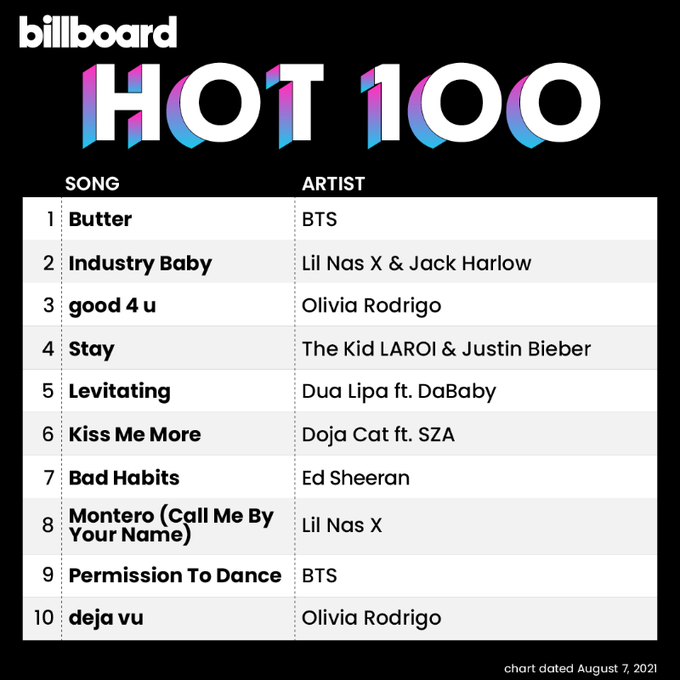 billboard
HOT 100
SONG ARTIST
1 Butter BTS
2 Industry Baby Lil Nas X & Jack Harlow
3 good 4 u Olivia Rodrigo
4 Stay The Kid LAROI & Justin Bieber
5 Levitating Dua Lipa ft. DaBaby
6 Kiss Me More Doja Cat ft. SZA
7 Bad Habits Ed Sheeran
8 Montero (Call Me By
Your Name) Lil Nas X
9 Permission To Dance BTS
10 deja vu Olivia Rodrigo
chart dated August 7, 2021